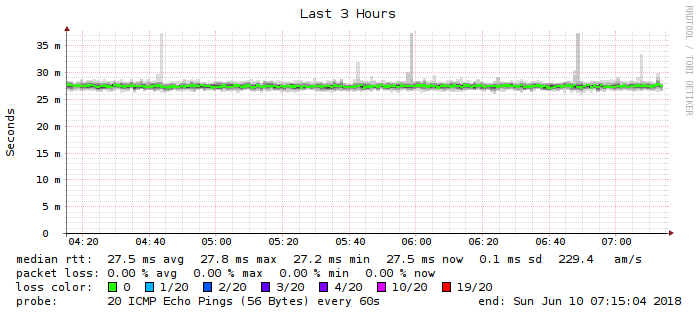 Last 3 Hours
RRDTOOL / TOBI OETIKER
Seconds
35 m
30 m
25 m
20 m
15 m
10 m
5 m
0
04:20 04:40 05:00 05:20 05:40 06:00 06:20 06:40 07:00
median rtt: 27.5 ms avg 27.8 ms max 27.2 ms min 27.5 ms now 0.1 ms sd 229.4 am/s
packet loss: 0.00 % avg 0.00 % max 0.00 % min 0.00 % now
loss color: 0 1/20 2/20 3/20 4/20 10/20 19/20
probe: 20 ICMP Echo Pings (56 Bytes) every 60s end: Sun Jun 10 07:15:04 2018